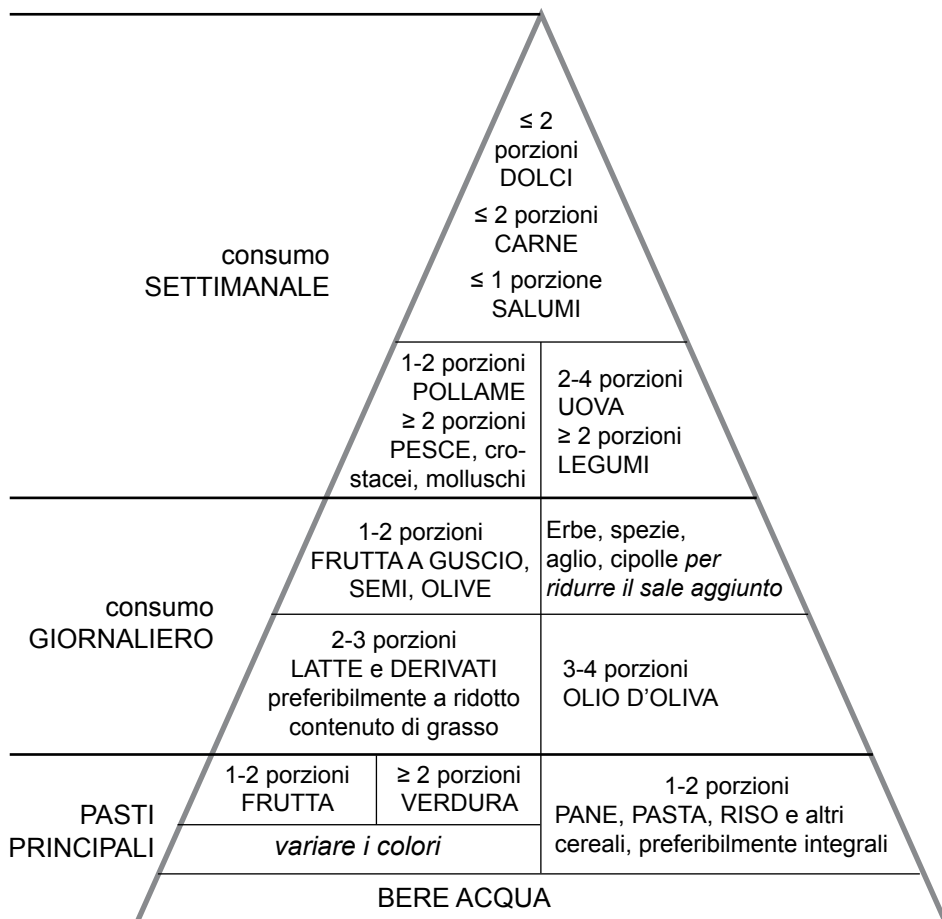 ≤ 2
porzioni
DOLCI
≤ 2 porzioni
CARNE
≤ 1 porzione
SALUMI
consumo
SETTIMANALE
1-2 porzioni
POLLAME
≥ 2 porzioni
PESCE, cro-
stacei, molluschi
2-4 porzioni
UOVA
≥ 2 porzioni
LEGUMI
consumo
GIORNALIERO
1-2 porzioni
FRUTTA A GUSCIO,
SEMI, OLIVE
Erbe, spezie,
aglio, cipolle per
ridurre il sale aggiunto
2-3 porzioni
LATTE e DERIVATI
preferibilmente a ridotto
contenuto di grasso
3-4 porzioni
OLIO D’OLIVA
PASTI
PRINCIPALI
1-2 porzioni
FRUTTA
≥ 2 porzioni
VERDURA
variare i colori
1-2 porzioni
PANE, PASTA, RISO e altri
cereali, preferibilmente integrali
BERE ACQUA